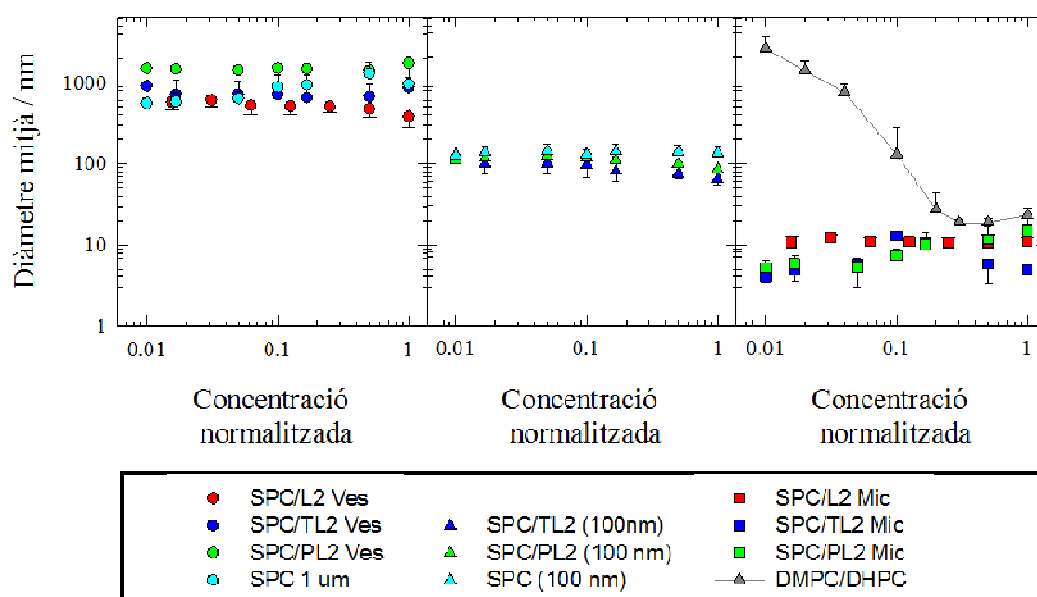 Diàmetre mitjà / nm
1000
100
10
1
0.01 0.1 1
0.01 0.1 1
0.01 0.1 1
Concentració
normalitzada
Concentració
normalitzada
Concentració
normalitzada
SPC/L2 Ves
SPC/TL2 Ves
SPC/PL2 Ves
SPC 1 um
SPC/TL2 (100nm)
SPC/PL2 (100 nm)
SPC (100 nm)
SPC/L2 Mic
SPC/TL2 Mic
SPC/PL2 Mic
DMPC/DHPC